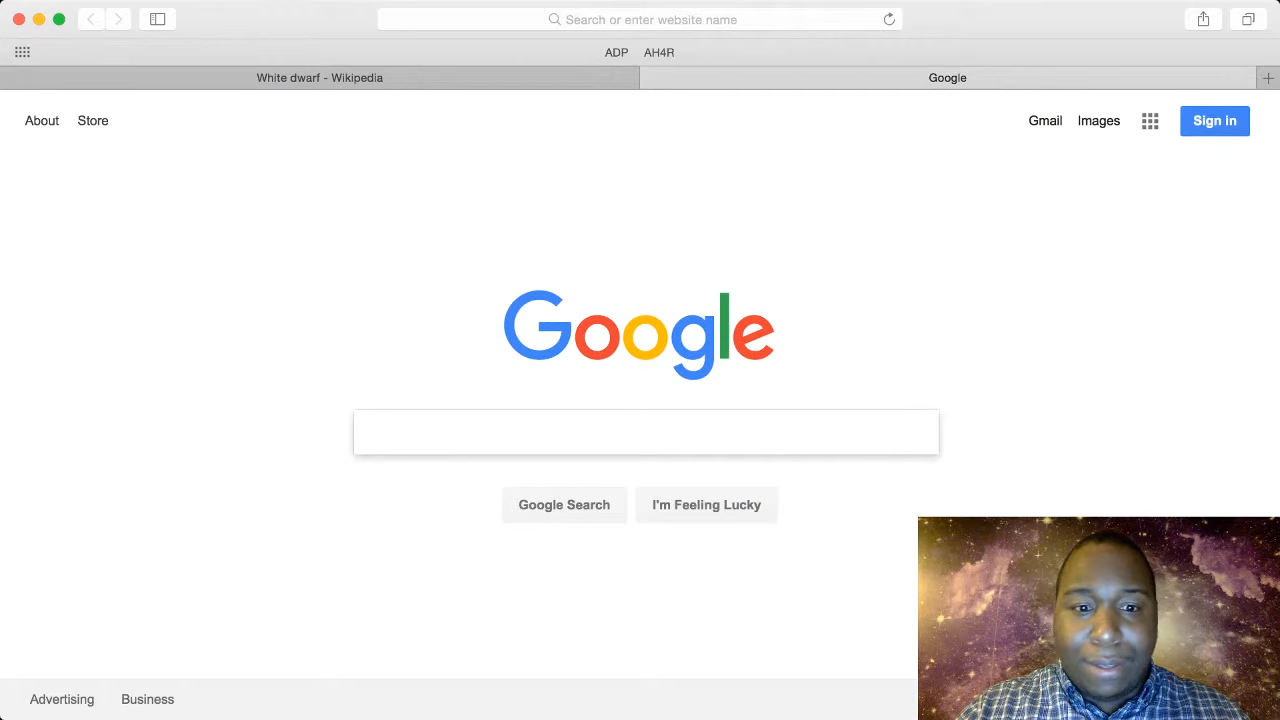 Search or enter website name
ADP AH4R
White dwarf - Wikipedia Google
About Store Gmail Images Sign in
Google
Google Search I'm Feeling Lucky
Advertising Business